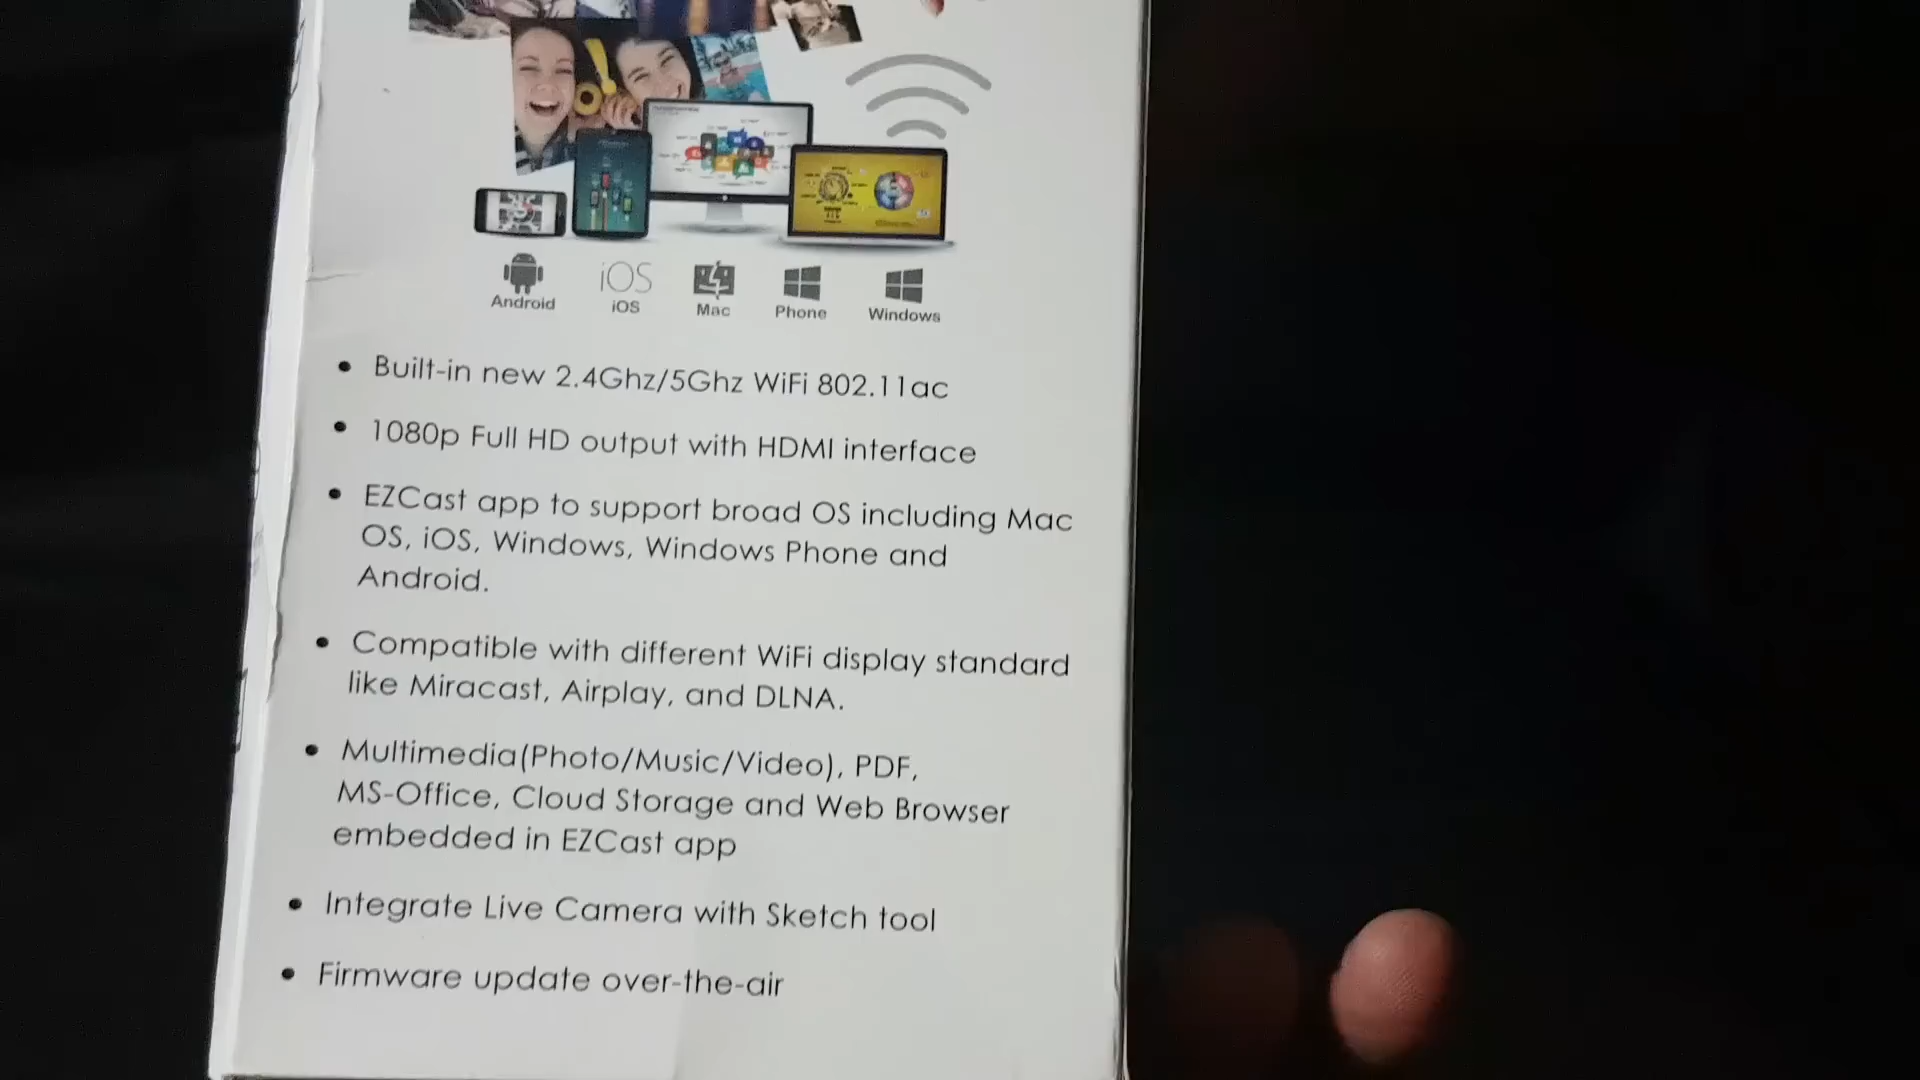 iOS
Android
iOS
Mac
Phone
Windows
• Built-in new 2.4Ghz/5Ghz WiFi 802.11ac
• 1080p Full HD output with HDMI interface
• EZCast app to support broad OS including Mac
OS, iOS, Windows, Windows Phone and
Android.
• Compatible with different WiFi display standard
like Miracast, Airplay, and DLNA.
• Multimedia(Photo/Music/Video), PDF,
MS-Office, Cloud Storage and Web Browser
embedded in EZCast app
• Integrate Live Camera with Sketch tool
• Firmware update over-the-air